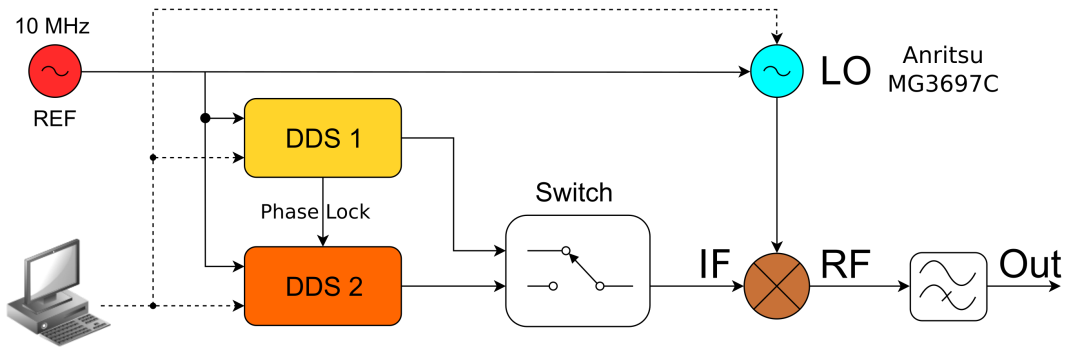 10 MHz
REF
LO
Anritsu
MG3697C
DDS 1
Phase Lock
DDS 2
Switch
IF
RF
Out